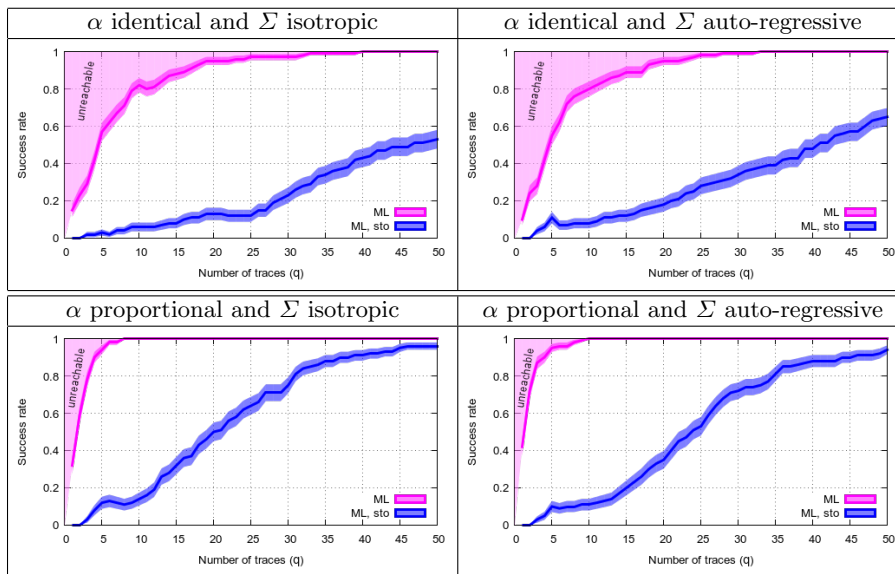 α identical and Σ isotropic
α identical and Σ auto-regressive
1
0.8
0.6
0.4
0.2
0
Success rate
unreachable
ML
ML, sto
0 5 10 15 20 25 30 35 40 45 50
Number of traces (q)
1
0.8
0.6
0.4
0.2
0
Success rate
unreachable
ML
ML, sto
0 5 10 15 20 25 30 35 40 45 50
Number of traces (q)
α proportional and Σ isotropic
α proportional and Σ auto-regressive
1
0.8
0.6
0.4
0.2
0
Success rate
unreachable
ML
ML, sto
0 5 10 15 20 25 30 35 40 45 50
Number of traces (q)
1
0.8
0.6
0.4
0.2
0
Success rate
unreachable
ML
ML, sto
0 5 10 15 20 25 30 35 40 45 50
Number of traces (q)